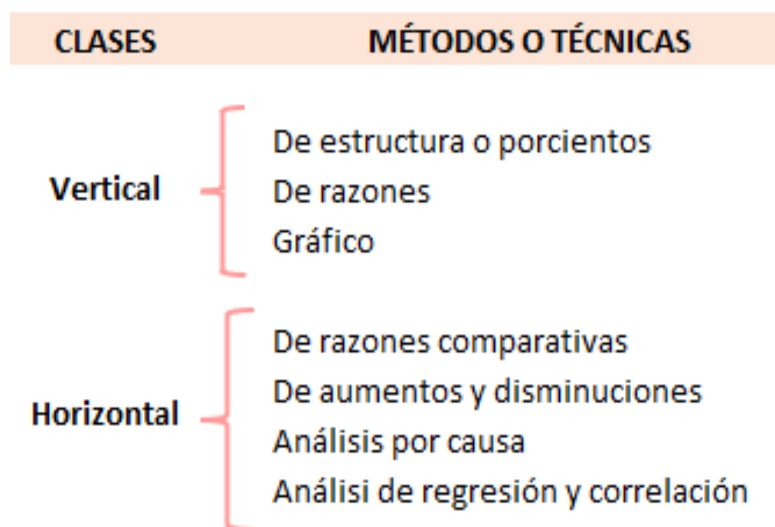 CLASES MÉTODOS O TÉCNICAS
De estructura o porcientos
Vertical De razones
Gráfico
De razones comparativas
De aumentos y disminuciones
Horizontal
Análisis por causa
Análisi de regresión y correlación